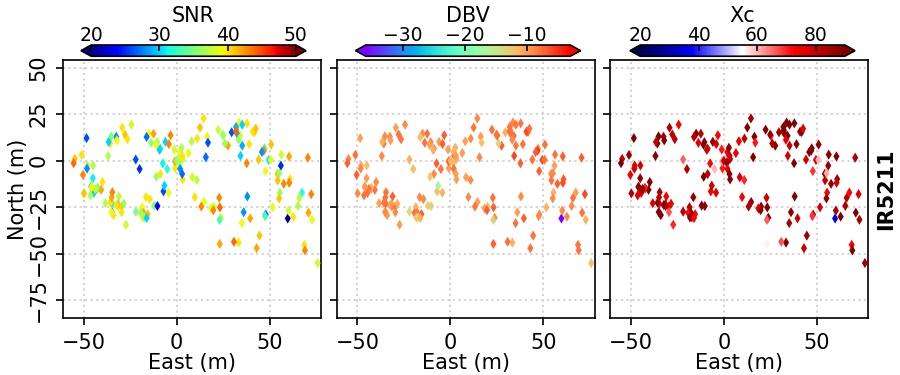 SNR DBV Xc
20 30 40 50 −30 −20 −10 20 40 60 80
50
25
0
−25
−50
−75
North (m)
IR5211
−50 0 50 −50 0 50 −50 0 50
East (m) East (m) East (m)